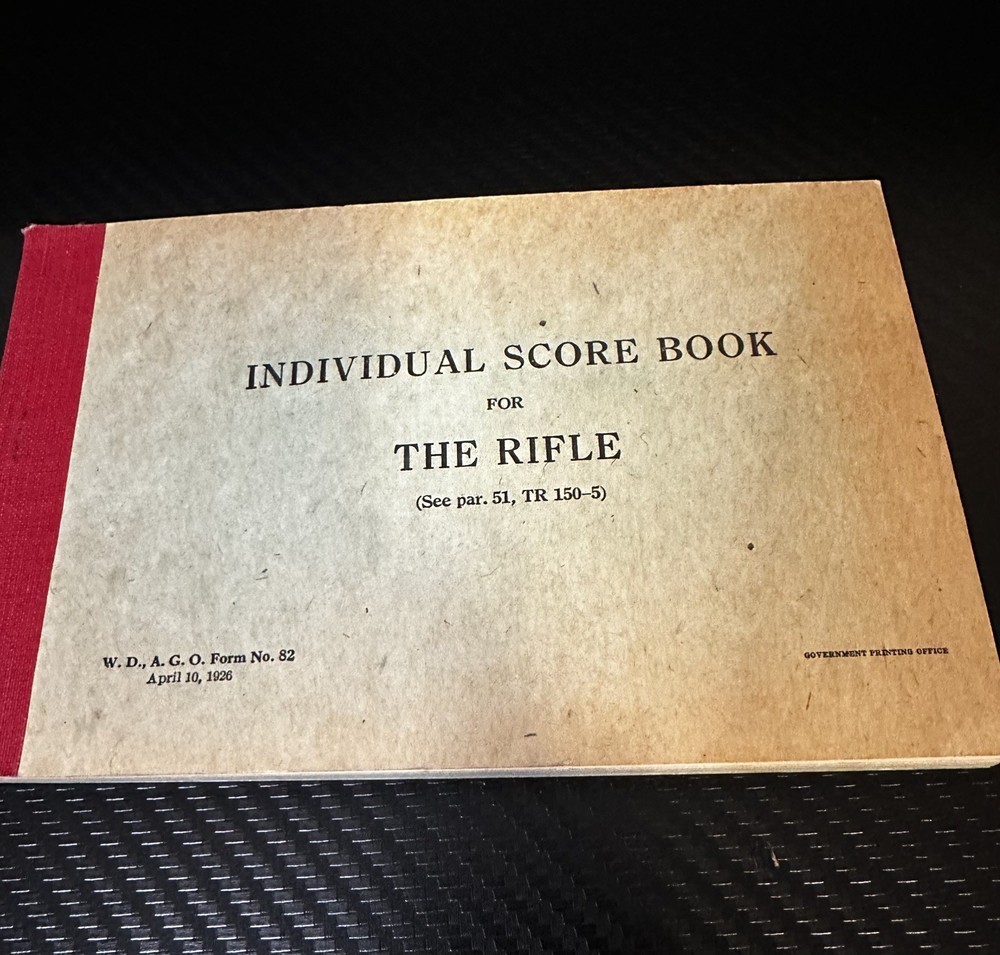 INDIVIDUAL SCORE BOOK
FOR
THE RIFLE
(See par. 51, TR 150–5)
W. D., A. G. O. Form No. 82
April 10, 1926
GOVERNMENT PRINTING OFFICE